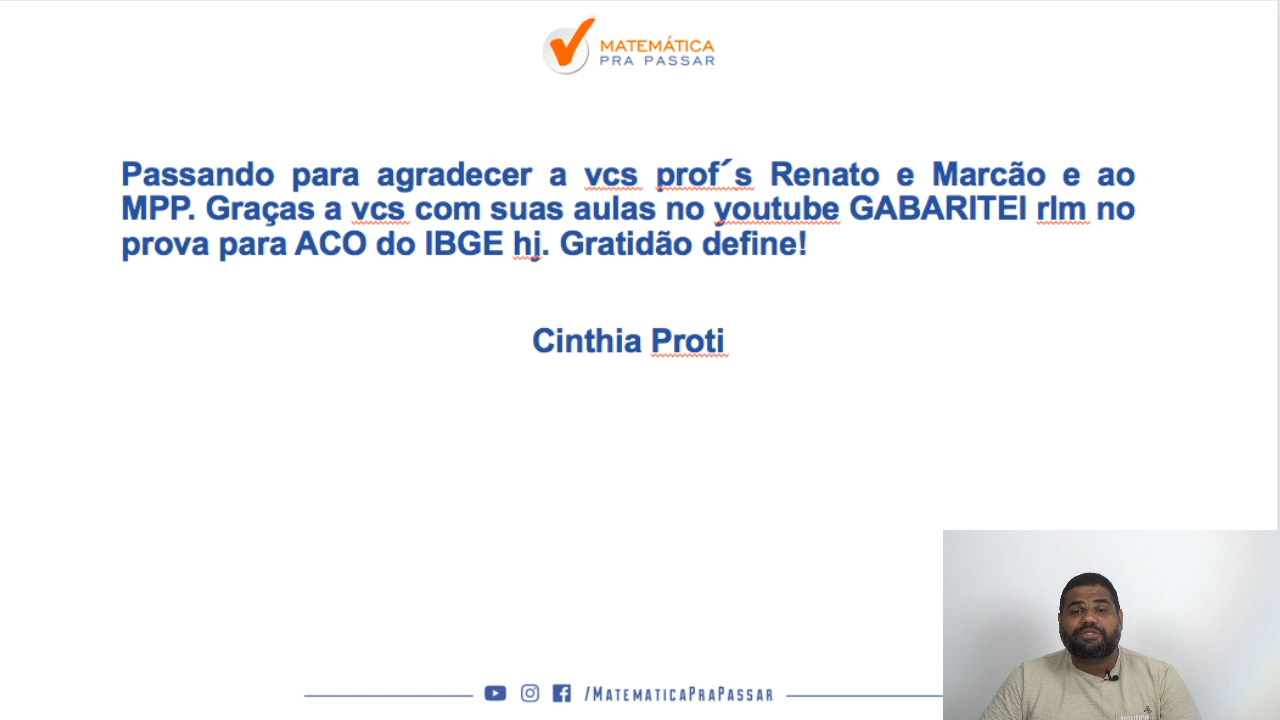 MATEMÁTICA
PRA PASSAR
Passando para agradecer a vcs prof´s Renato e Marcão e ao
MPP. Graças a vcs com suas aulas no youtube GABARITEI rlm no
prova para ACO do IBGE hj. Gratidão define!
Cinthia Proti
/MATEMATICAPRAPASSAR